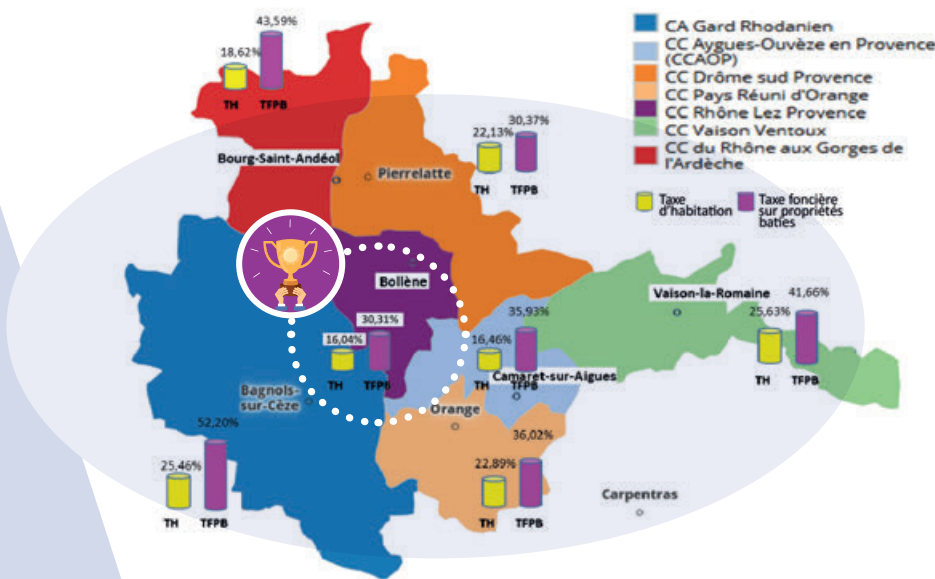 43,59%
18,62%
TH
TFPB
CA Gard Rhodanien
CC Aygues-Ouvèze en Provence
(CCAOP)
CC Drôme sud Provence
CC Pays Réuni d'Orange
CC Rhône Lez Provence
CC Vaison Ventoux
CC du Rhône aux Gorges de
l'Ardèche
Taxe
d'habitation
Taxe foncière
sur propriétés
baties
30,37%
22,13%
TH
TFPB
Bourg-Saint-Andéol
Pierrelatte
Bollène
30,31%
16,04%
TH
TFPB
35,93%
16,46%
TH
TFPB
Vaison-la-Romaine
41,66%
25,63%
TH
TFPB
Camaret-sur-Aigues
Bagnols-
sur-Cèze
Orange
52,20%
25,46%
TH
TFPB
36,02%
22,89%
TH
TFPB
Carpentras